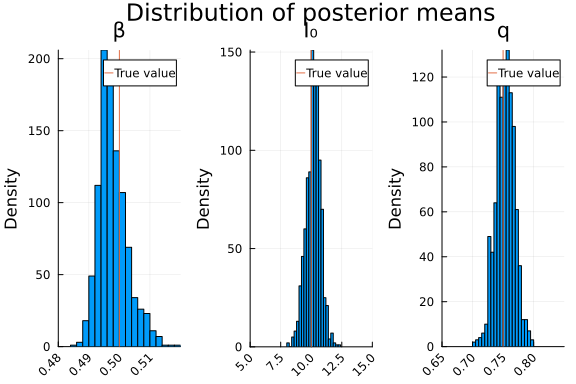 Distribution of posterior means
β
I₀
q
200
150
100
50
0
Density
0.48
0.49
0.50
0.51
True value
150
100
50
0
Density
5.0
7.5
10.0
12.5
15.0
True value
120
100
80
60
40
20
0
Density
0.65
0.70
0.75
0.80
True value